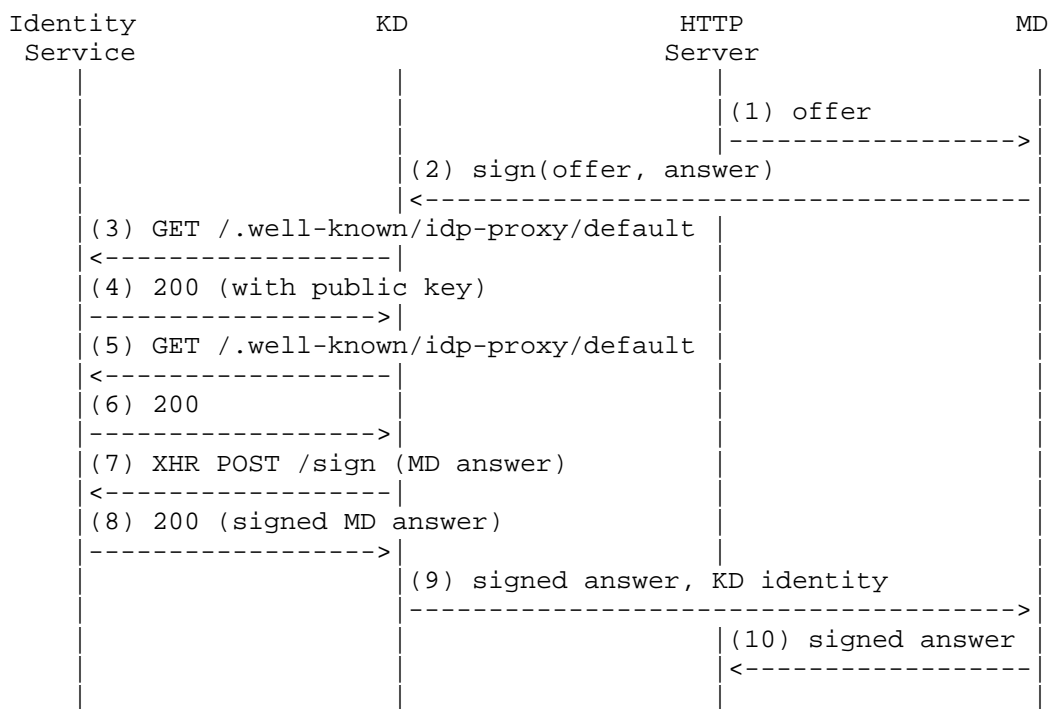 Identity KD HTTP MD
Service Server
(1) offer
(2) sign(offer, answer)
(3) GET /.well-known/idp-proxy/default
(4) 200 (with public key)
(5) GET /.well-known/idp-proxy/default
(6) 200
(7) XHR POST /sign (MD answer)
(8) 200 (signed MD answer)
(9) signed answer, KD identity
(10) signed answer